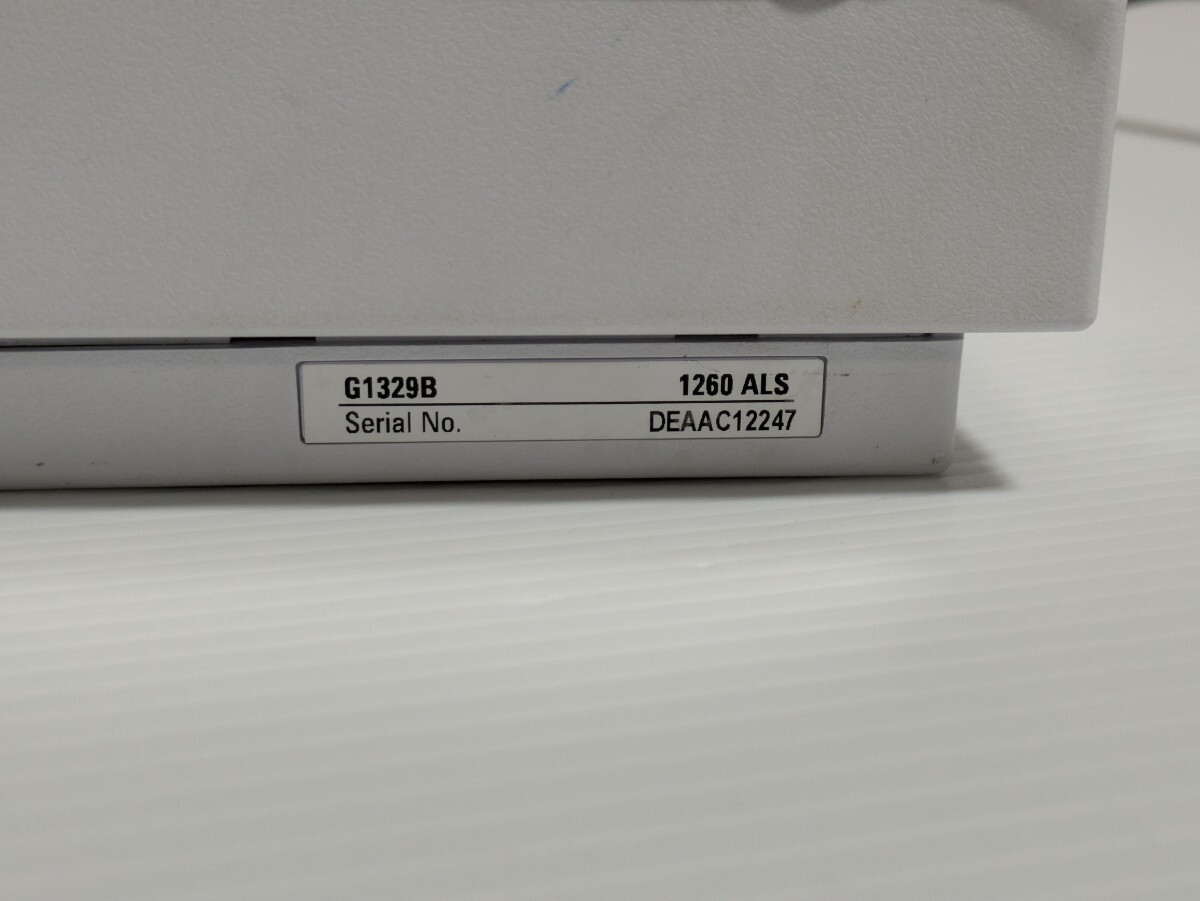 G1329B 1260 ALS
Serial No. DEAAC12247